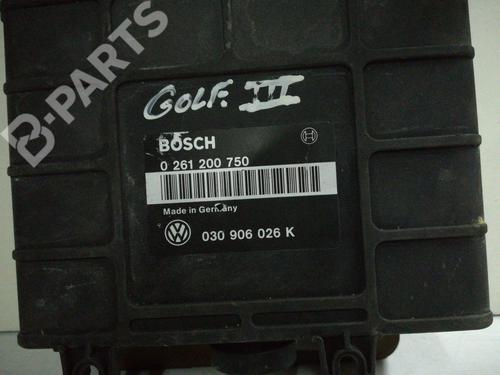 B-PARTS
GOLF. III
BOSCH
0 261 200 750
Made in Germany
030 906 026 K